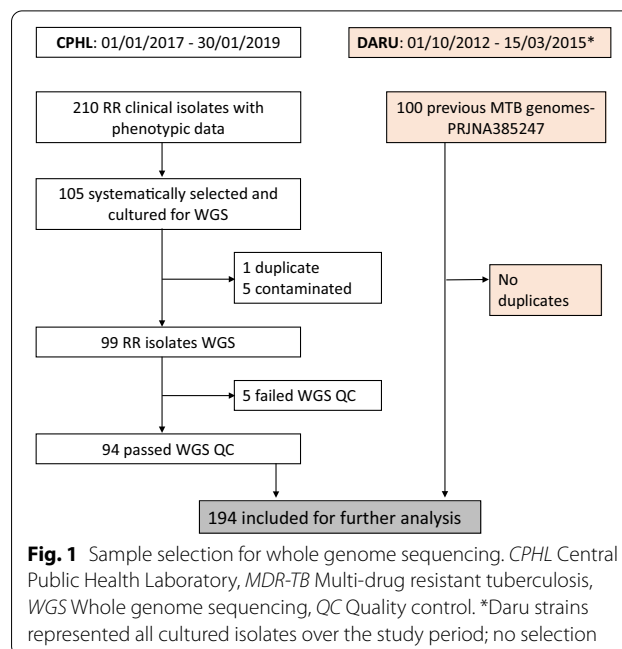 CPHL: 01/01/2017 - 30/01/2019
DARU: 01/10/2012 - 15/03/2015*
210 RR clinical isolates with
phenotypic data
100 previous MTB genomes-
PRJNA385247
105 systematically selected and
cultured for WGS
1 duplicate
5 contaminated
No
duplicates
99 RR isolates WGS
5 failed WGS QC
94 passed WGS QC
194 included for further analysis
Fig. 1 Sample selection for whole genome sequencing. CPHL Central
Public Health Laboratory, MDR-TB Multi-drug resistant tuberculosis,
WGS Whole genome sequencing, QC Quality control. *Daru strains
represented all cultured isolates over the study period; no selection